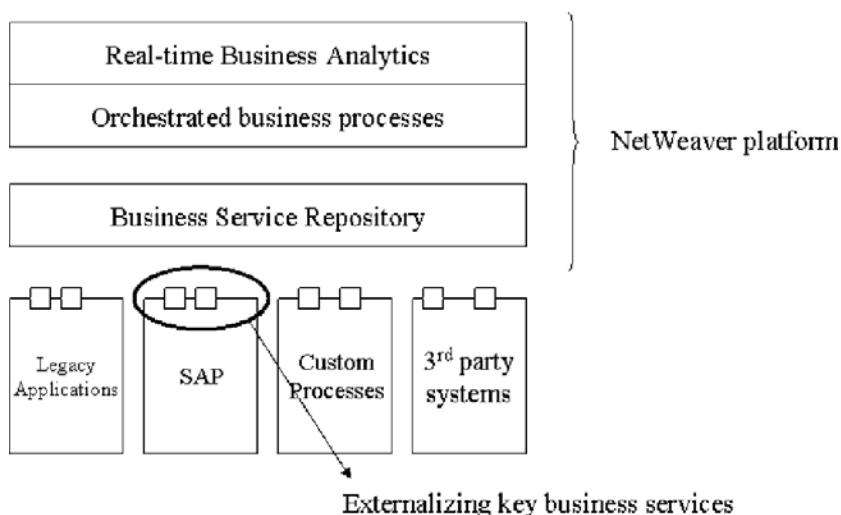 Real-time Business Analytics
Orchestrated business processes
NetWeaver platform
Business Service Repository
Legacy
Applications
SAP
Custom
Processes
3rd party
systems
Externalizing key business services